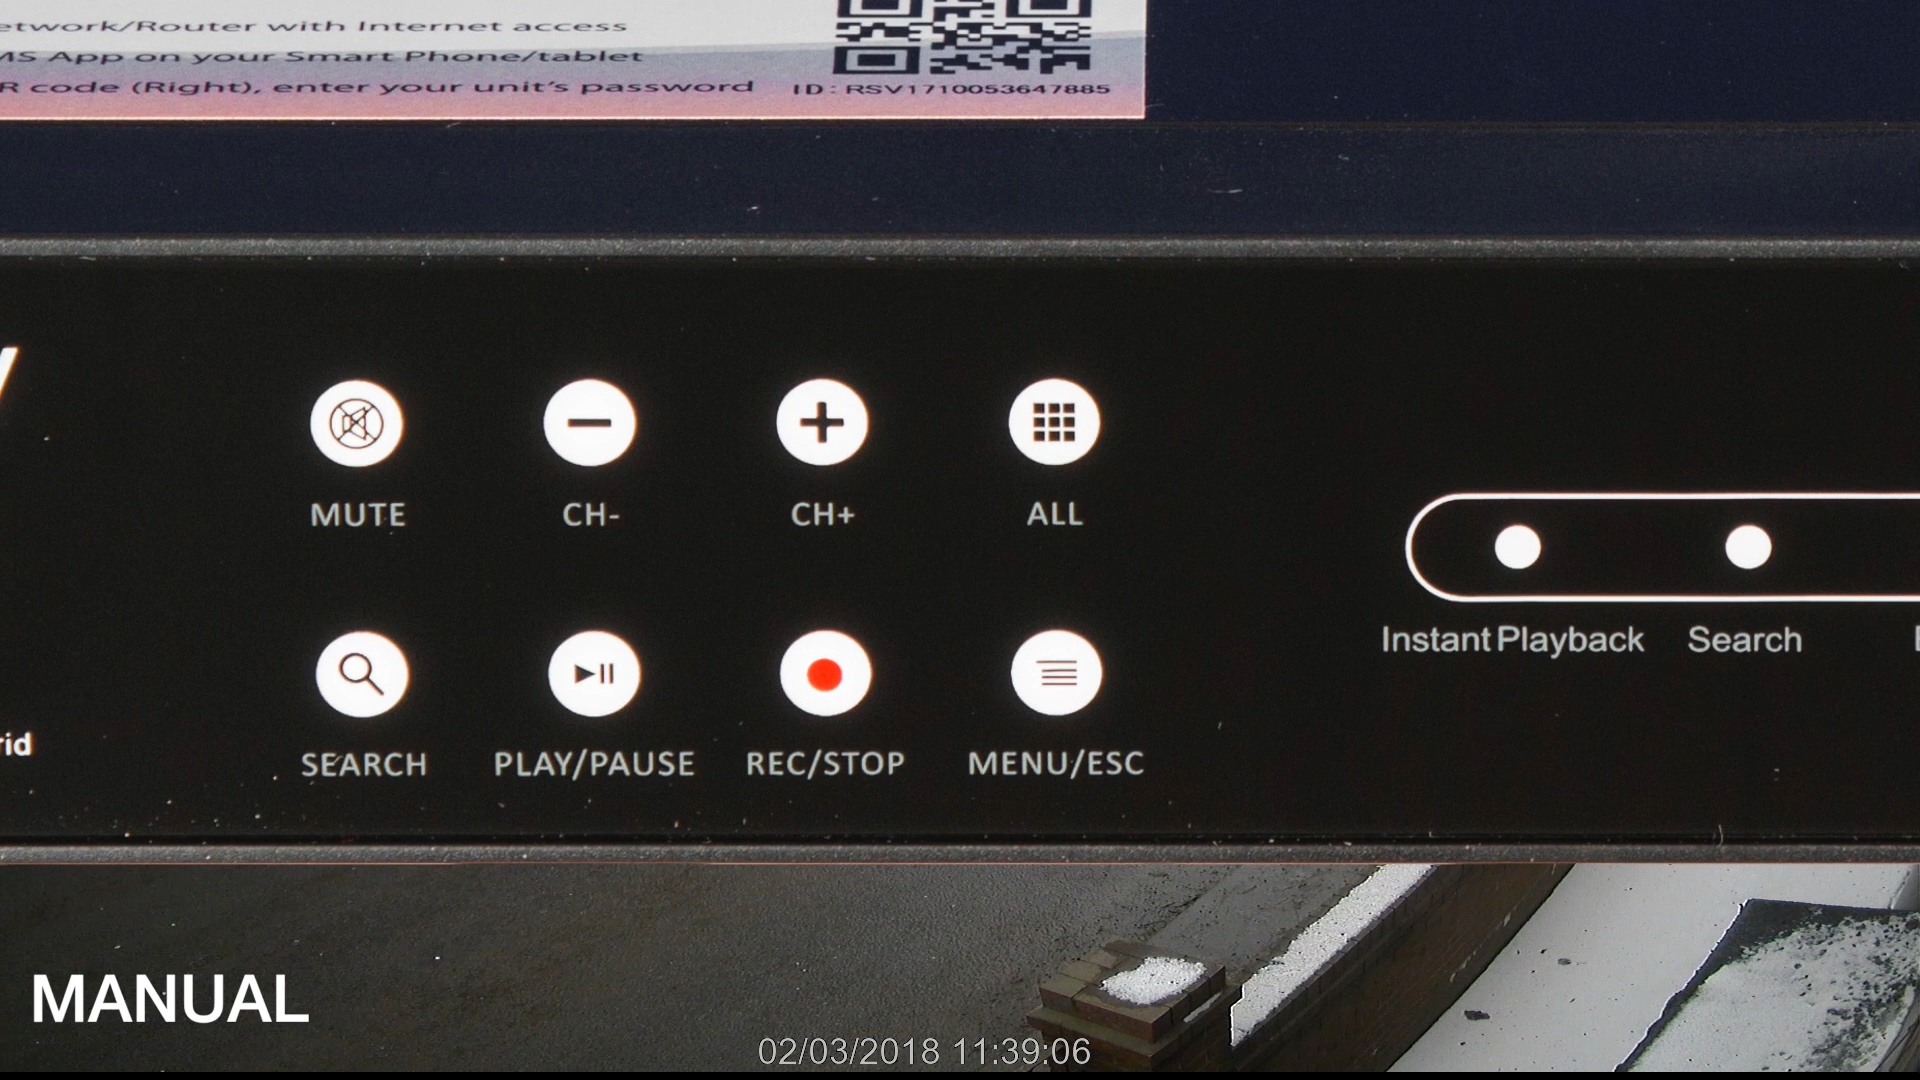 etwork/Router with Internet access
MS App on your Smart Phone/tablet
R code (Right), enter your unit's password
ID: RSV1710053647885
MUTE CH- CH+ ALL
Instant Playback Search
SEARCH PLAY/PAUSE REC/STOP MENU/ESC
rid
MANUAL
02/03/2018 11:39:06